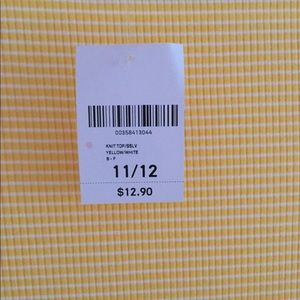 00358413044
KNIT TOP/SSLV
YELLOW/WHITE
S - F
11/12
$12.90